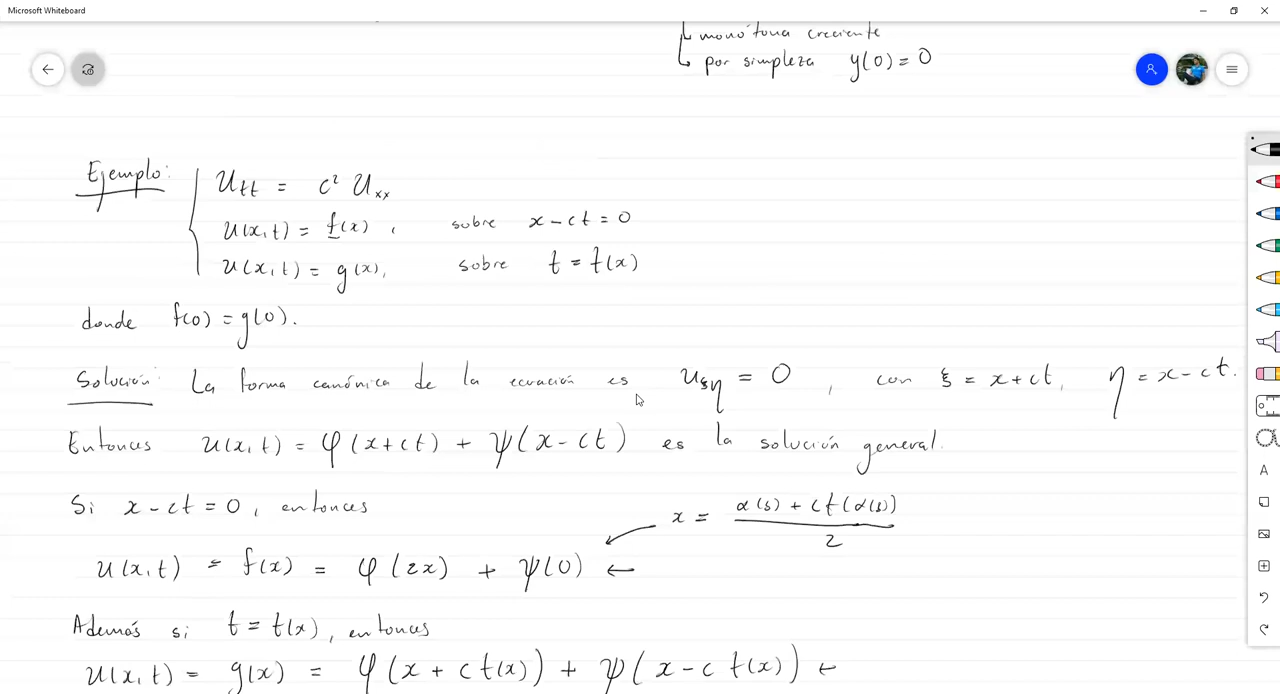 Microsoft Whiteboard
monótona creciente
por simpleza y(0) = 0
Ejemplo:
u_tt = c² u_xx
u(x,t) = f(x), sobre x - ct = 0
u(x,t) = g(x), sobre t = t(x)
donde f(0) = g(0).
Solución: La forma canónica de la ecuación es u_ξη = 0, con ξ = x + ct, η = x - ct.
Entonces u(x,t) = φ(x+ct) + ψ(x-ct) es la solución general.
Si x - ct = 0, entonces
x = (α(s) + ct(α(s))) / 2
u(x,t) = f(x) = φ(2x) + ψ(0) ←
Además si t = t(x), entonces
u(x,t) = g(x) = φ(x + ct(x)) + ψ(x - ct(x)) ←
A